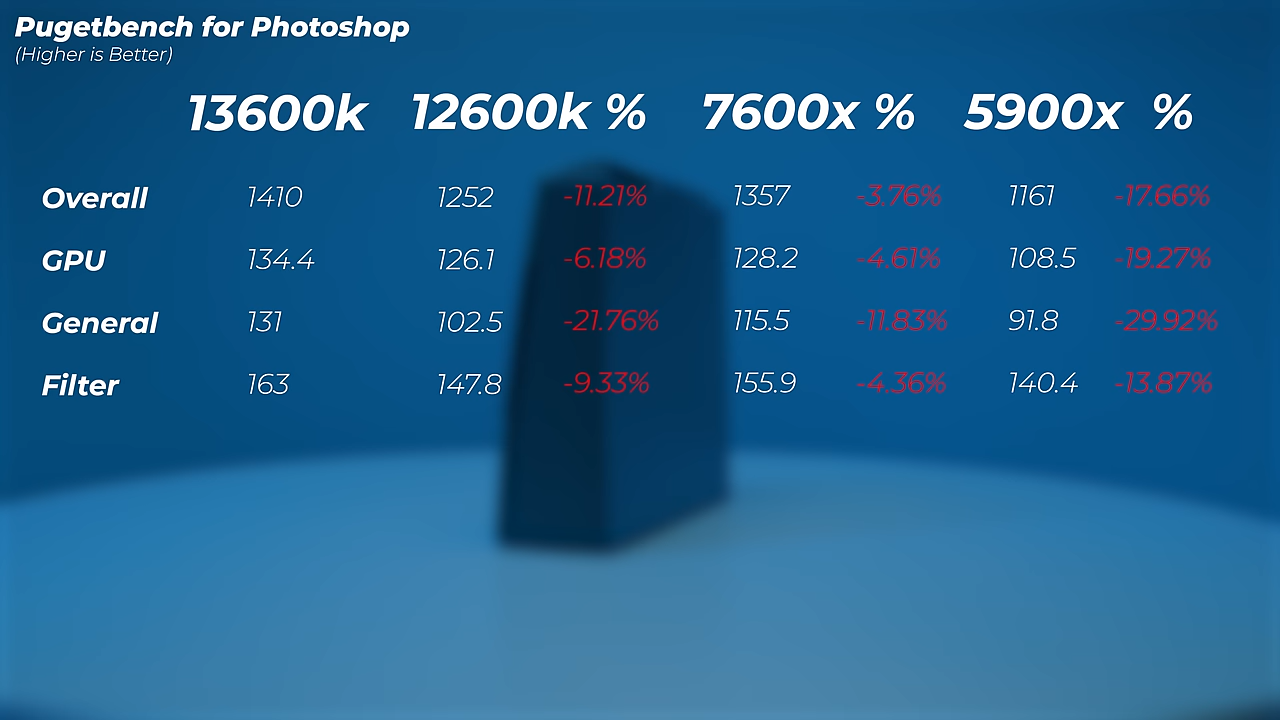 Pugetbench for Photoshop
(Higher is Better)
13600k 12600k % 7600x % 5900x %
Overall 1410 1252 -11.21% 1357 -3.76% 1161 -17.66%
GPU 134.4 126.1 -6.18% 128.2 -4.61% 108.5 -19.27%
General 131 102.5 -21.76% 115.5 -11.83% 91.8 -29.92%
Filter 163 147.8 -9.33% 155.9 -4.36% 140.4 -13.87%